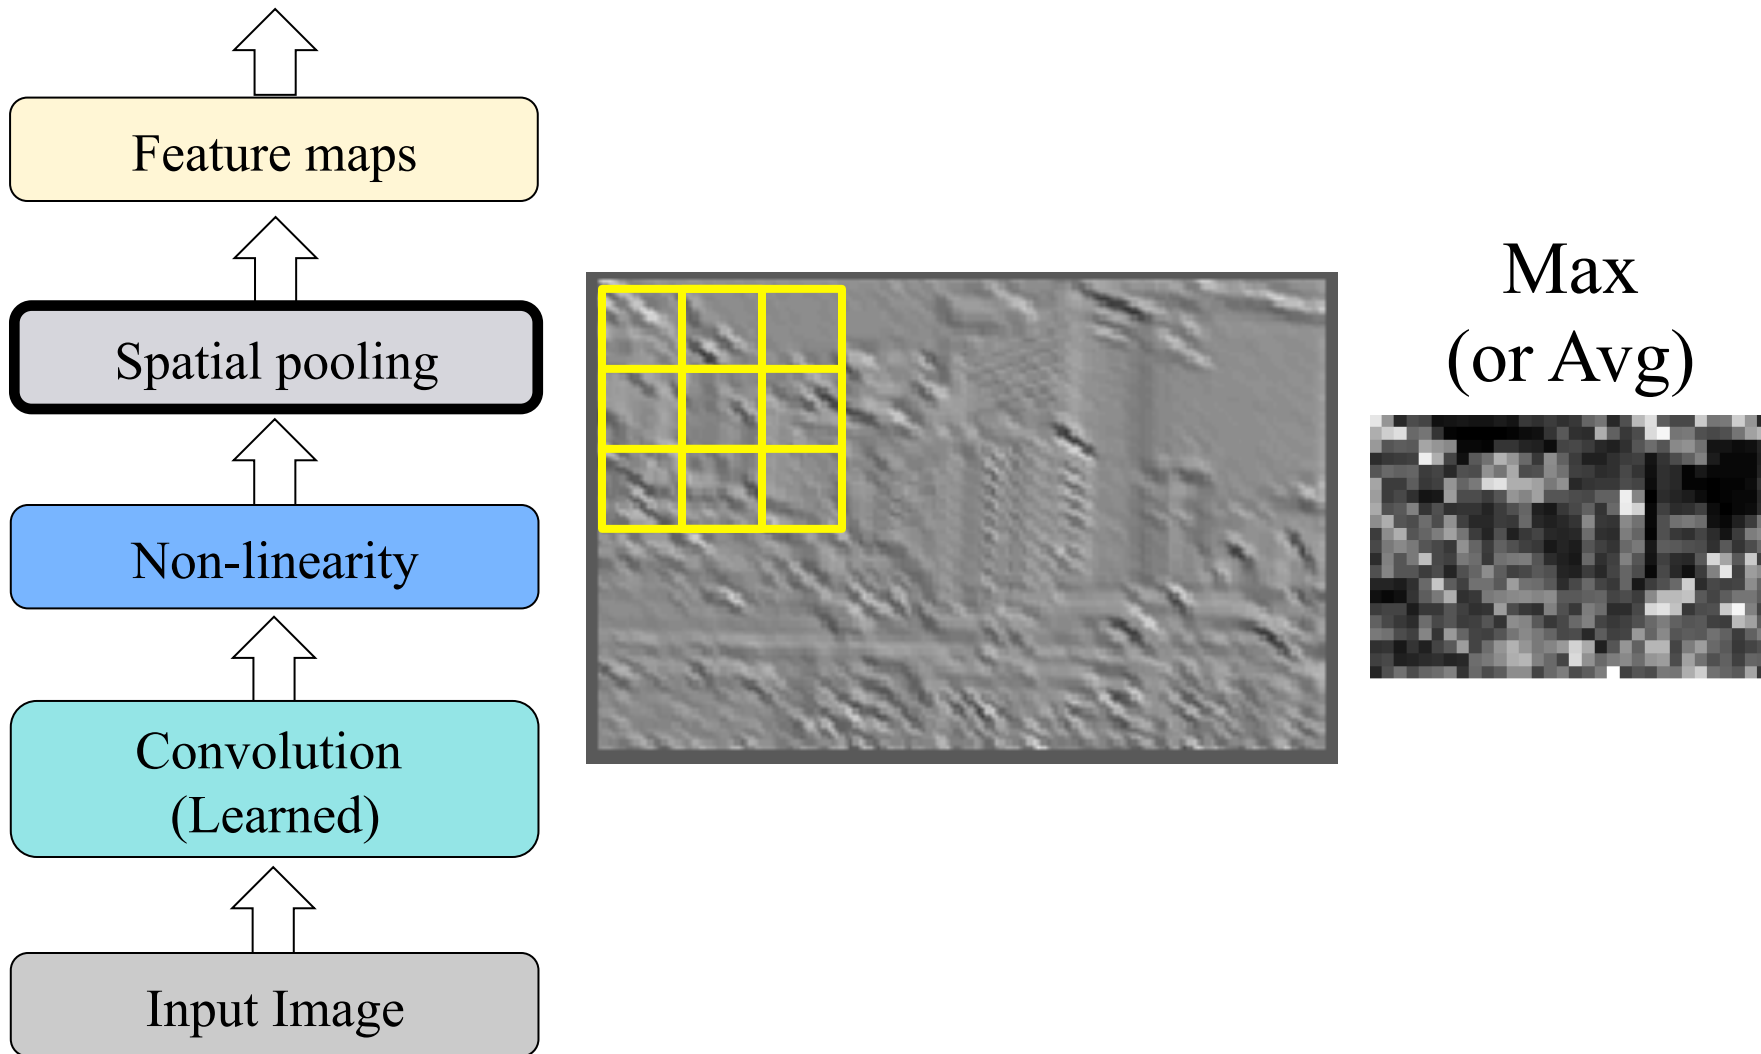 Feature maps
Spatial pooling
Non-linearity
Convolution
(Learned)
Input Image
Max
(or Avg)